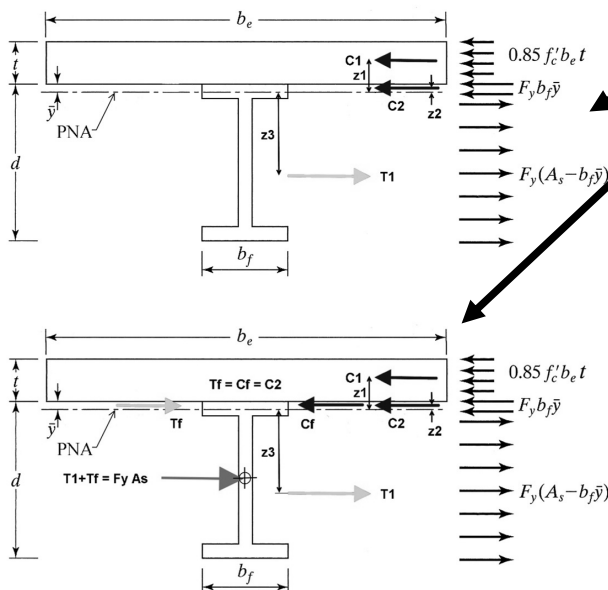 b_e
t
C1
z1
0.85 f'_c b_e t
F_y b_f ȳ
C2
z2
ȳ
PNA
z3
d
T1
F_y(A_s − b_f ȳ)
b_f
b_e
t
Tf = Cf = C2
C1
z1
0.85 f'_c b_e t
F_y b_f ȳ
Tf
Cf
C2
z2
ȳ
PNA
z3
d
T1+Tf = Fy As
T1
F_y(A_s − b_f ȳ)
b_f